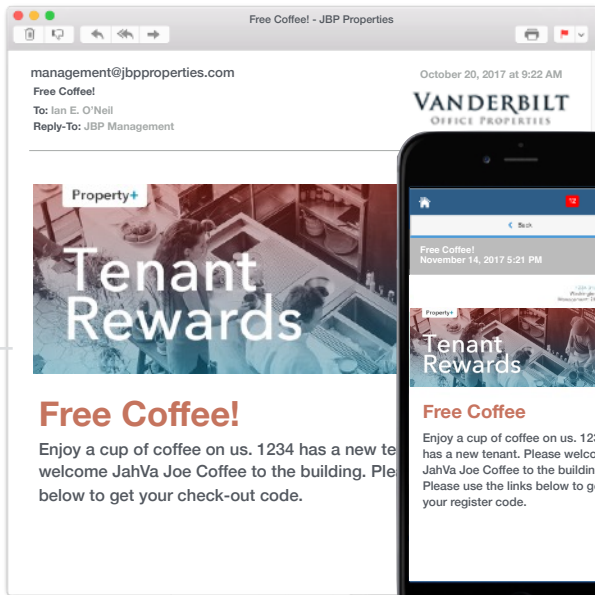 Free Coffee! - JBP Properties
management@jbpproperties.com
October 20, 2017 at 9:22 AM
Free Coffee!
To: Ian E. O'Neil
Reply-To: JBP Management
VANDERBILT
OFFICE PROPERTIES
Property+
Tenant
Rewards
Free Coffee!
Enjoy a cup of coffee on us. 1234 has a new te
welcome JahVa Joe Coffee to the building. Ple
below to get your check-out code.
12
Back
Free Coffee!
November 14, 2017 5:21 PM
Property+
Tenant
Rewards
Free Coffee
Enjoy a cup of coffee on us. 123
has a new tenant. Please welco
JahVa Joe Coffee to the buildin
Please use the links below to g
your register code.